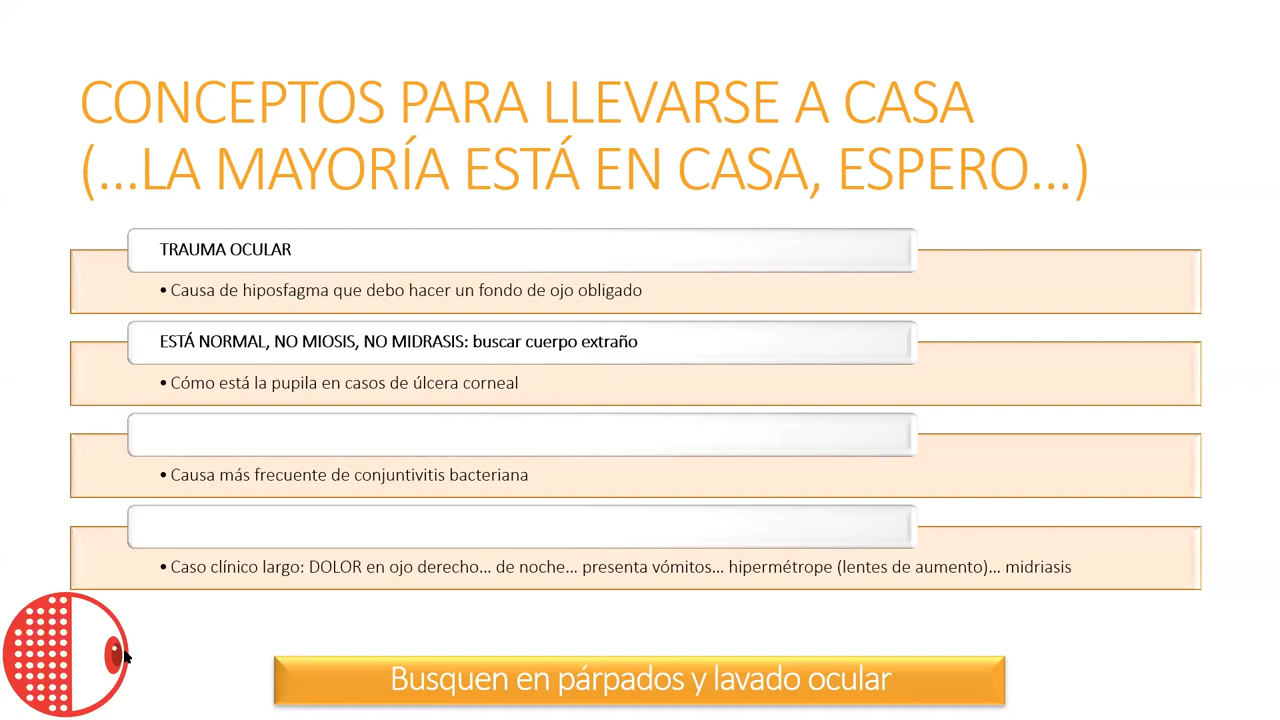 CONCEPTOS PARA LLEVARSE A CASA
(...LA MAYORÍA ESTÁ EN CASA, ESPERO...)
TRAUMA OCULAR
• Causa de hiposfagma que debo hacer un fondo de ojo obligado
ESTÁ NORMAL, NO MIOSIS, NO MIDRASIS: buscar cuerpo extraño
• Cómo está la pupila en casos de úlcera corneal
• Causa más frecuente de conjuntivitis bacteriana
• Caso clínico largo: DOLOR en ojo derecho... de noche... presenta vómitos... hipermétrope (lentes de aumento)... midriasis
Busquen en párpados y lavado ocular